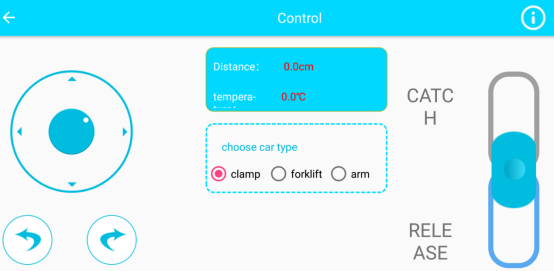 Control
Distance:
0.0cm
tempera-
0.0℃
choose car type
clamp
forklift
arm
CATC
H
RELE
ASE